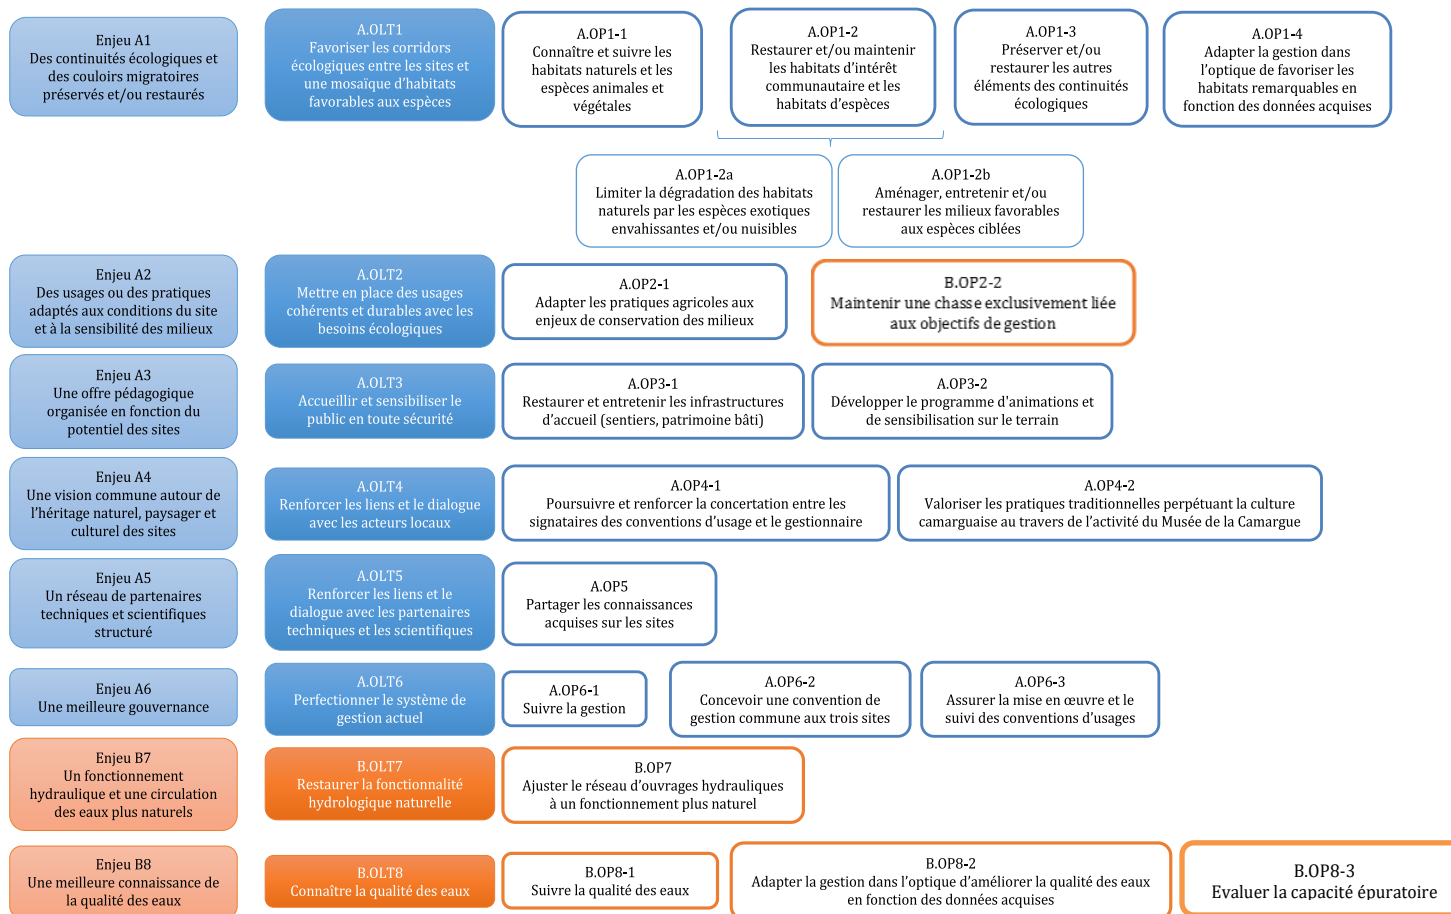 Enjeu A1
Des continuités écologiques et
des couloirs migratoires
préservés et/ou restaurés
A.OLT1
Favoriser les corridors
écologiques entre les sites et
une mosaïque d'habitats
favorables aux espèces
A.OP1-1
Connaître et suivre les
habitats naturels et les
espèces animales et
végétales
A.OP1-2
Restaurer et/ou maintenir
les habitats d'intérêt
communautaire et les
habitats d'espèces
A.OP1-3
Préserver et/ou
restaurer les autres
éléments des continuités
écologiques
A.OP1-4
Adapter la gestion dans
l'optique de favoriser les
habitats remarquables en
fonction des données acquises
A.OP1-2a
Limiter la dégradation des habitats
naturels par les espèces exotiques
envahissantes et/ou nuisibles
A.OP1-2b
Aménager, entretenir et/ou
restaurer les milieux favorables
aux espèces ciblées
Enjeu A2
Des usages ou des pratiques
adaptés aux conditions du site
et à la sensibilité des milieux
A.OLT2
Mettre en place des usages
cohérents et durables avec les
besoins écologiques
A.OP2-1
Adapter les pratiques agricoles aux
enjeux de conservation des milieux
B.OP2-2
Maintenir une chasse exclusivement liée
aux objectifs de gestion
Enjeu A3
Une offre pédagogique
organisée en fonction du
potentiel des sites
A.OLT3
Accueillir et sensibiliser le
public en toute sécurité
A.OP3-1
Restaurer et entretenir les infrastructures
d'accueil (sentiers, patrimoine bâti)
A.OP3-2
Développer le programme d'animations et
de sensibilisation sur le terrain
Enjeu A4
Une vision commune autour de
l'héritage naturel, paysager et
culturel des sites
A.OLT4
Renforcer les liens et le dialogue
avec les acteurs locaux
A.OP4-1
Poursuivre et renforcer la concertation entre les
signataires des conventions d'usage et le gestionnaire
A.OP4-2
Valoriser les pratiques traditionnelles perpétuant la culture
camarguaise au travers de l'activité du Musée de la Camargue
Enjeu A5
Un réseau de partenaires
techniques et scientifiques
structuré
A.OLT5
Renforcer les liens et le
dialogue avec les partenaires
techniques et les scientifiques
A.OP5
Partager les connaissances
acquises sur les sites
Enjeu A6
Une meilleure gouvernance
A.OLT6
Perfectionner le système de
gestion actuel
A.OP6-1
Suivre la gestion
A.OP6-2
Concevoir une convention de
gestion commune aux trois sites
A.OP6-3
Assurer la mise en œuvre et le
suivi des conventions d'usages
Enjeu B7
Un fonctionnement
hydraulique et une circulation
des eaux plus naturels
B.OLT7
Restaurer la fonctionnalité
hydrologique naturelle
B.OP7
Ajuster le réseau d'ouvrages hydrauliques
à un fonctionnement plus naturel
Enjeu B8
Une meilleure connaissance de
la qualité des eaux
B.OLT8
Connaître la qualité des eaux
B.OP8-1
Suivre la qualité des eaux
B.OP8-2
Adapter la gestion dans l'optique d'améliorer la qualité des eaux
en fonction des données acquises
B.OP8-3
Evaluer la capacité épuratoire